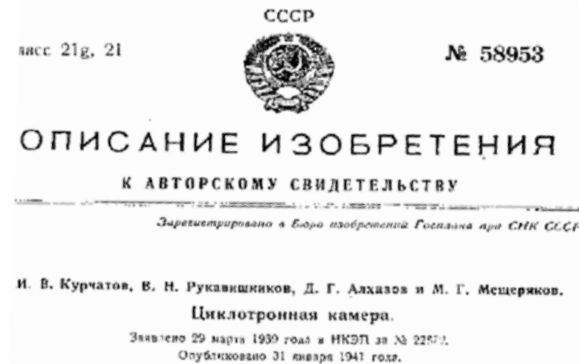 СССР
ласс 21g, 21
№ 58953
ОПИСАНИЕ ИЗОБРЕТЕНИЯ
К АВТОРСКОМУ СВИДЕТЕЛЬСТВУ
Зарегистрировано в Бюро изобретений Госплана при СНК СССР
И. В. Курчатов, В. Н. Рукавишников, Д. Г. Алхазов и М. Г. Мещеряков.
Циклотронная камера.
Заявлено 29 марта 1939 года в НКЭП за №
Опубликовано 31 января 1941 года.